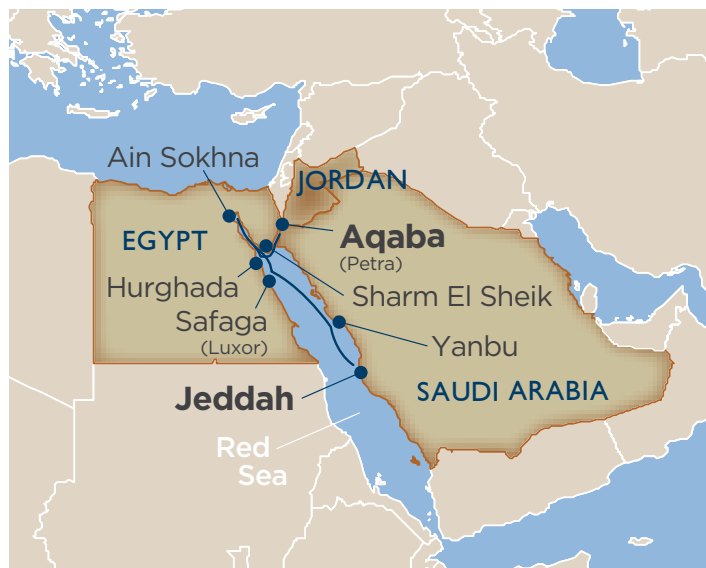 Ain Sokhna
JORDAN
EGYPT
Aqaba
(Petra)
Hurghada
Sharm El Sheik
Safaga
(Luxor)
Yanbu
Jeddah
SAUDI ARABIA
Red
Sea